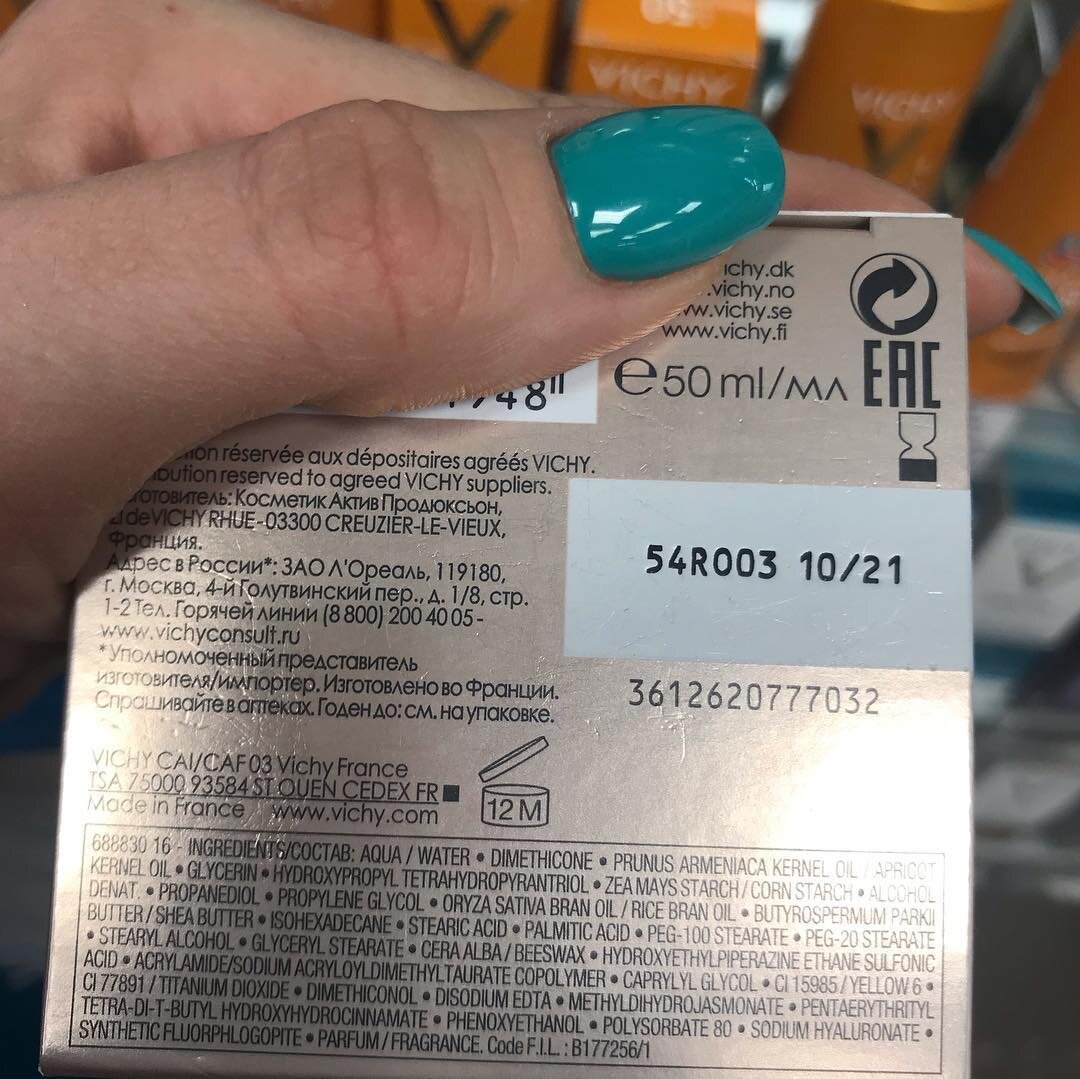 VICHY
VICHY
ichy.dk
.vichy.no
www.vichy.se
www.vichy.fi
EAC
48"
e50 ml/мл
réservée aux dépositaires agréés VICHY.
reserved to agreed VICHY suppliers.
Косметик Актив Продюксьон,
de VICHY RHUE - 03300 CREUZIER-LE-VIEUX,
Франция.
Адрес в России*: ЗАО Л'Ореаль, 119180,
г. Москва, 4-й Голутвинский пер., д. 1/8, стр.
1-2 Тел. Горячей линии (8 800) 200 40 05 -
www.vichyconsult.ru
*Уполномоченный представитель
изготовителя/импортер. Изготовлено во Франции.
Спрашивайте в аптеках. Годен до: см. на упаковке.
54R003 10/21
3612620777032
VICHY CAI/CAF 03 Vichy France
TSA 75000 93584 ST OUEN CEDEX FR
Made in France www.vichy.com
12 M
688830 16 - INGREDIENTS/СОСТАВ: AQUA / WATER • DIMETHICONE • PRUNUS ARMENIACA KERNEL OIL / APRICOT
KERNEL OIL • GLYCERIN • HYDROXYPROPYL TETRAHYDROPYRANTRIOL • ZEA MAYS STARCH / CORN STARCH • ALCOHOL
DENAT. • PROPANEDIOL • PROPYLENE GLYCOL • ORYZA SATIVA BRAN OIL / RICE BRAN OIL • BUTYROSPERMUM PARKII
BUTTER / SHEA BUTTER • ISOHEXADECANE • STEARIC ACID • PALMITIC ACID • PEG-100 STEARATE • PEG-20 STEARATE
• STEARYL ALCOHOL • GLYCERYL STEARATE • CERA ALBA / BEESWAX • HYDROXYETHYLPIPERAZINE ETHANE SULFONIC
ACID • ACRYLAMIDE/SODIUM ACRYLOYLDIMETHYLTAURATE COPOLYMER • CAPRYLYL GLYCOL • CI 15985 / YELLOW 6 •
CI 77891 / TITANIUM DIOXIDE • DIMETHICONOL • DISODIUM EDTA • METHYLDIHYDROJASMONATE • PENTAERYTHRITYL
TETRA-DI-T-BUTYL HYDROXYHYDROCINNAMATE • PHENOXYETHANOL • POLYSORBATE 80 • SODIUM HYALURONATE •
SYNTHETIC FLUORPHLOGOPITE • PARFUM / FRAGRANCE. Code F.I.L. : B177256/1